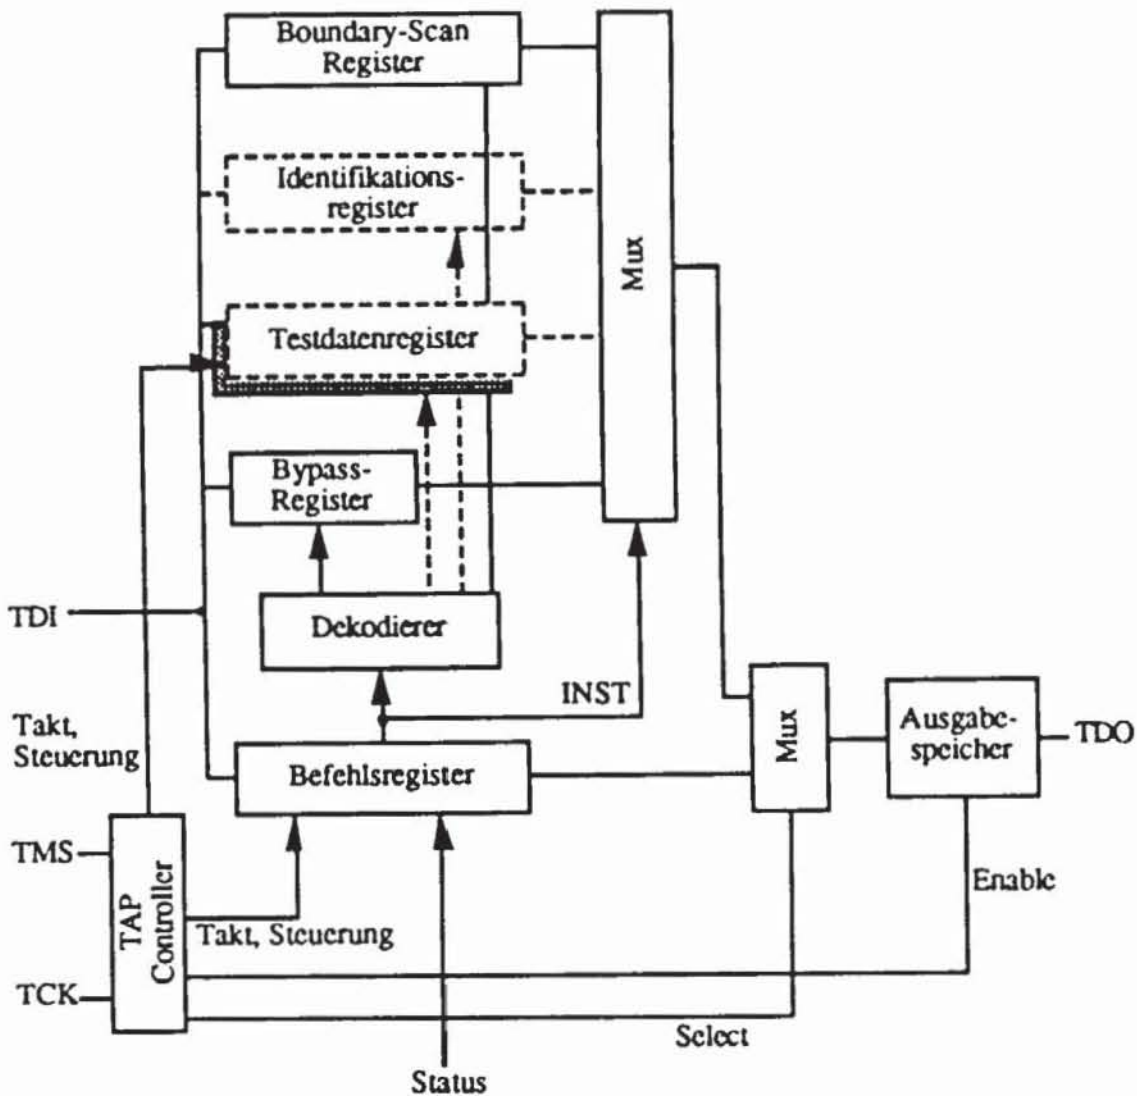 Boundary-Scan
Register
Identifikations-
register
Mux
Testdatenregister
Bypass-
Register
TDI
Dekodierer
INST
Takt,
Steuerung
Befehlsregister
Mux
Ausgabe-
speicher
TDO
TMS
TAP
Controller
Takt, Steuerung
Enable
TCK
Select
Status